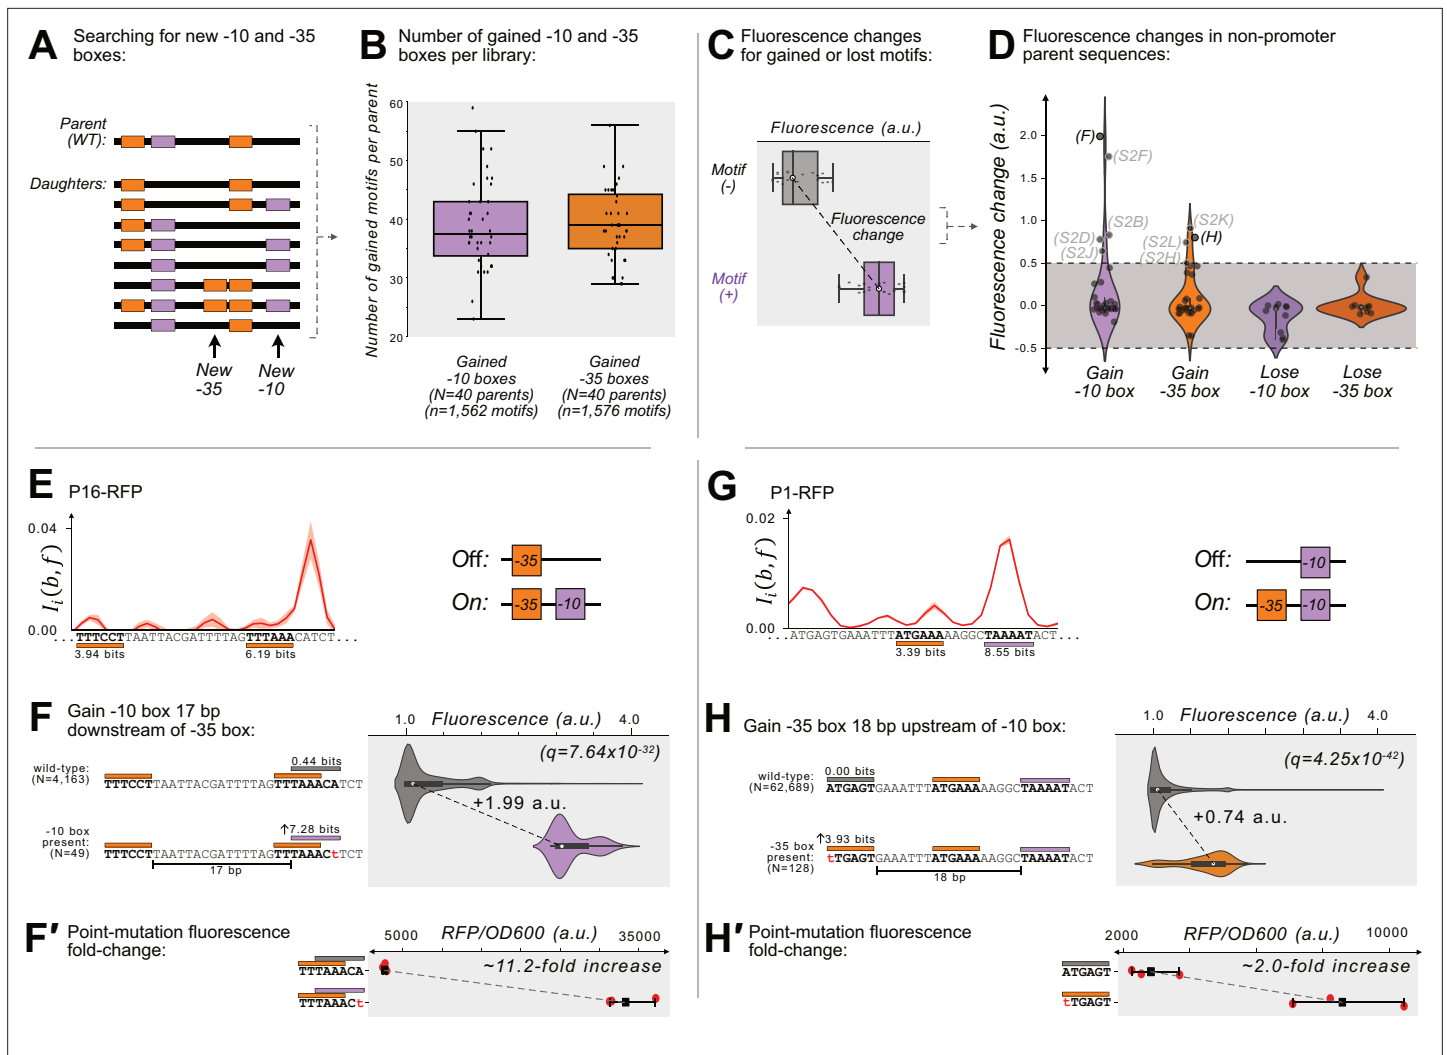 A Searching for new -10 and -35
boxes:
Parent
(WT):
Daughters:
New
-35
New
-10
B Number of gained -10 and -35
boxes per library:
Number of gained motifs per parent
60
50
40
30
20
Gained
-10 boxes
(N=40 parents)
(n=1,562 motifs)
Gained
-35 boxes
(N=40 parents)
(n=1,576 motifs)
C Fluorescence changes
for gained or lost motifs:
Fluorescence (a.u.)
Motif
(-)
Fluorescence
change
Motif
(+)
D Fluorescence changes in non-promoter
parent sequences:
Fluorescence change (a.u.)
2.0
1.5
1.0
0.5
0.0
-0.5
(F)
(S2F)
(S2B)
(S2D)
(S2J)
(S2K)
(S2L)
(H)
(S2H)
Gain
-10 box
Gain
-35 box
Lose
-10 box
Lose
-35 box
E P16-RFP
0.04
Ii(b,f)
0.00
...TTTCCTTAATTACGATTTTAGTTTAAACATCT...
3.94 bits
6.19 bits
Off: -35
On: -35 -10
G P1-RFP
0.02
Ii(b,f)
0.00
...ATGAGTGAAATTTATGAAAAAGGCTAAAATACT...
3.39 bits
8.55 bits
Off: -10
On: -35 -10
F Gain -10 box 17 bp
downstream of -35 box:
1.0 Fluorescence (a.u.) 4.0
(q=7.64x10-32)
wild-type:
(N=4,163)
0.44 bits
TTTCCTTAATTACGATTTTAGTTTAAACATCT
+1.99 a.u.
-10 box
present:
(N=49)
↑7.28 bits
TTTCCTTAATTACGATTTTAGTTTAAACtTCT
17 bp
H Gain -35 box 18 bp upstream of -10 box:
1.0 Fluorescence (a.u.) 4.0
(q=4.25x10-42)
wild-type:
(N=62,689)
0.00 bits
ATGAGTGAAATTTATGAAAAAGGCTAAAATACT
+0.74 a.u.
-35 box
present:
(N=128)
↑3.93 bits
tTGAGTGAAATTTATGAAAAAGGCTAAAATACT
18 bp
F′ Point-mutation fluorescence
fold-change:
RFP/OD600 (a.u.)
5000
35000
~11.2-fold increase
TTTAAACA
TTTAAACt
H′ Point-mutation fluorescence
fold-change:
RFP/OD600 (a.u.)
2000
10000
~2.0-fold increase
ATGAGT
tTGAGT